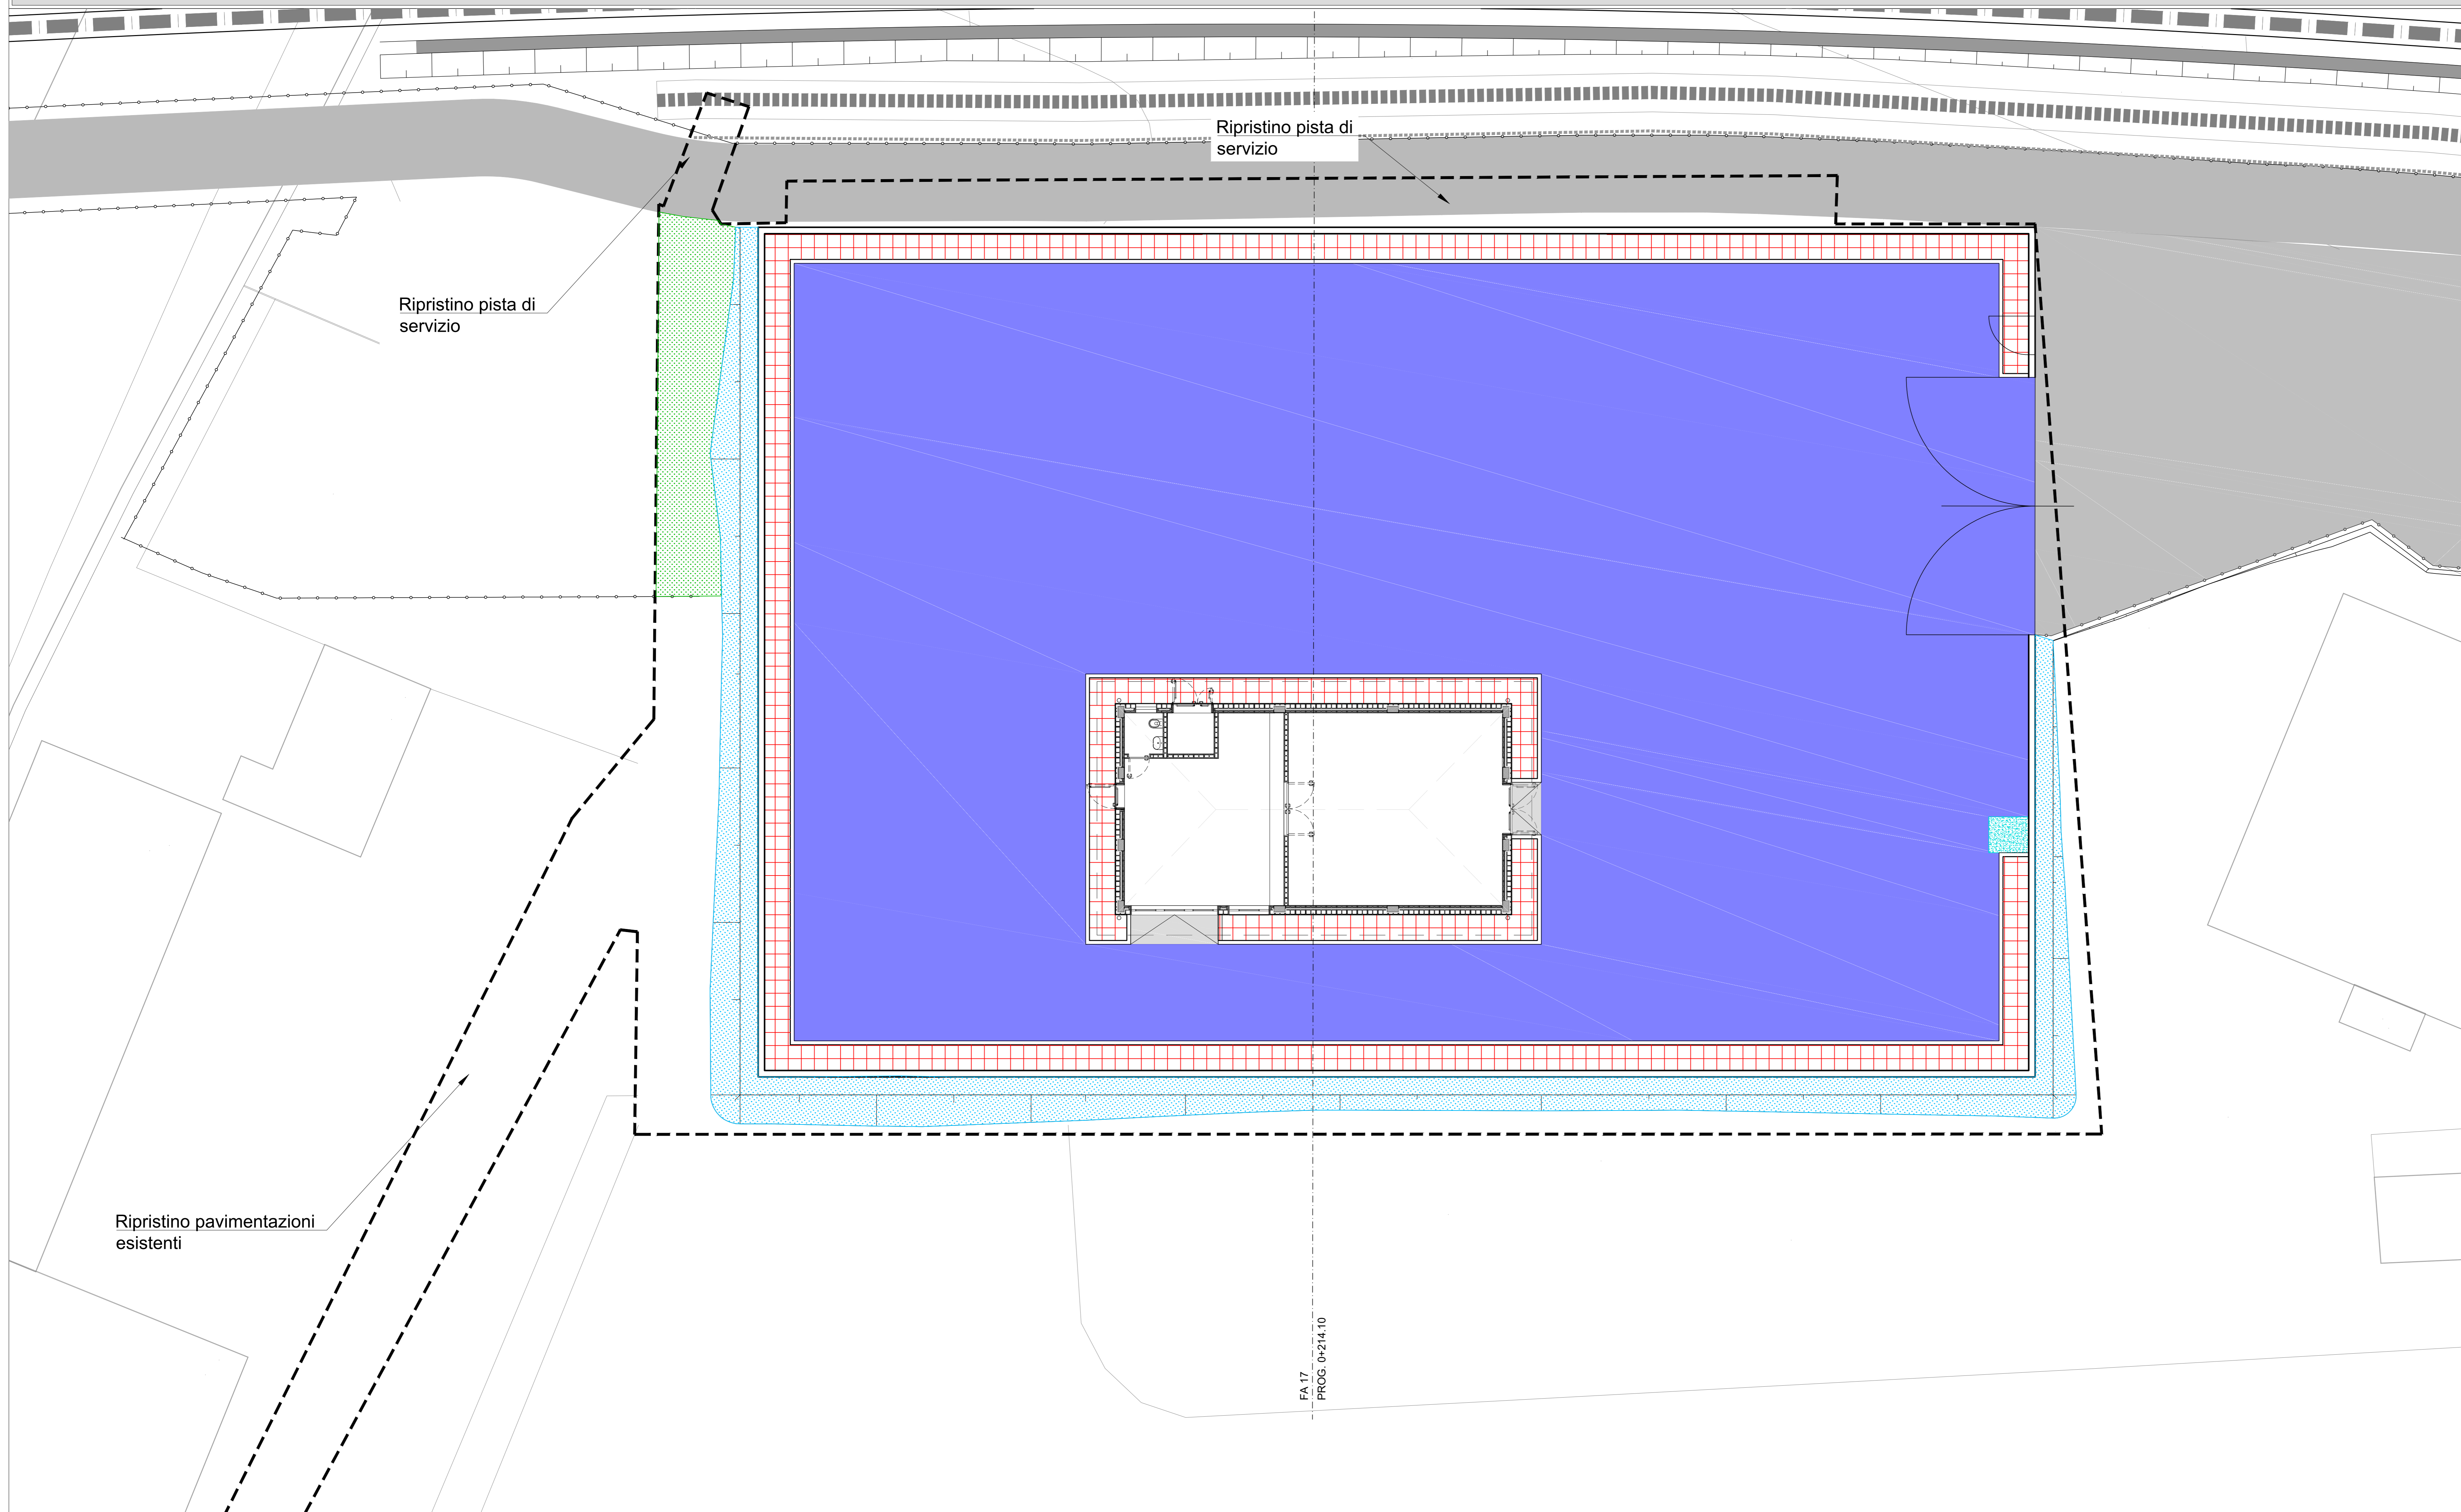 Ripristino pista di
servizio
Ripristino pista di
servizio
Ripristino pavimentazioni
esistenti
FA 17
PROG. 0+214.10